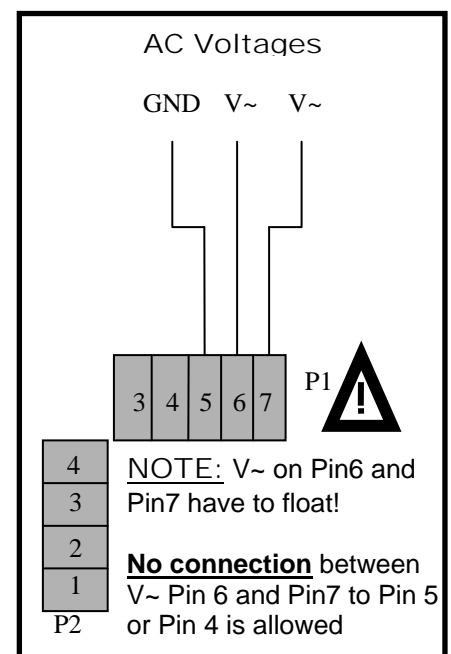 AC Voltages
GND V~ V~
3 4 5 6 7
P1
!
4
3
2
1
P2
NOTE: V~ on Pin6 and
Pin7 have to float!
No connection between
V~ Pin 6 and Pin7 to Pin 5
or Pin 4 is allowed